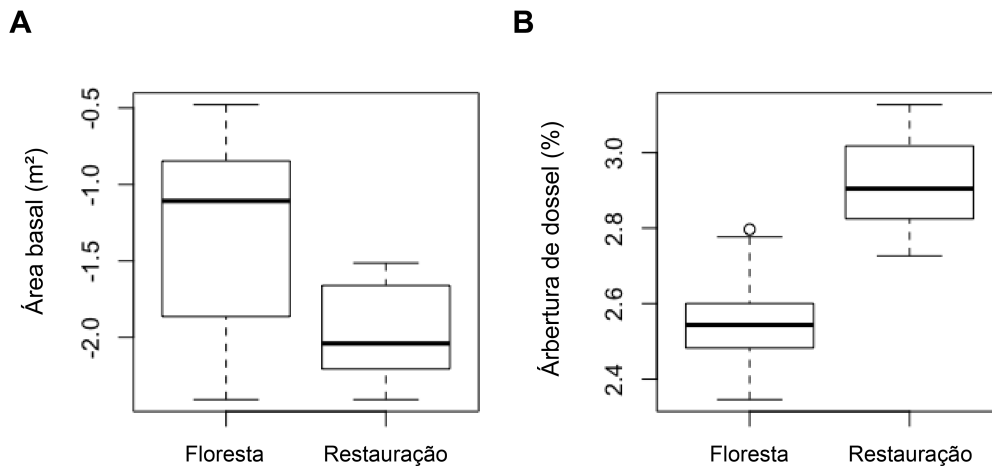 A
Área basal (m²)
-0.5
-1.0
-1.5
-2.0
Floresta
Restauração
B
Árbertura de dossel (%)
3.0
2.8
2.6
2.4
Floresta
Restauração